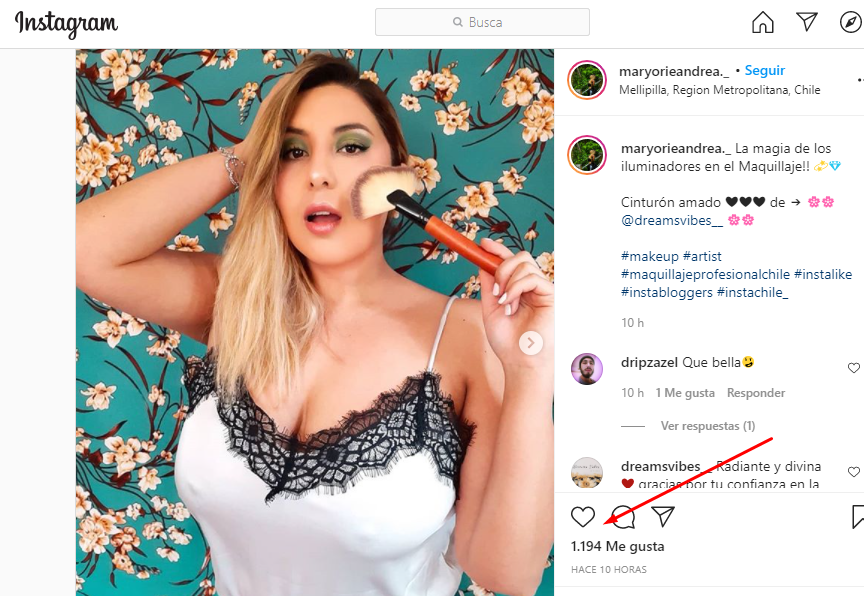 Instagram
Busca
maryorieandrea._ • Seguir
Mellipilla, Region Metropolitana, Chile
maryorieandrea._ La magia de los
iluminadores en el Maquillaje!! 💫💎
Cinturón amado 🖤🖤🖤 de → 🌸🌸
@dreamsvibes__ 🌸🌸
#makeup #artist
#maquillajeprofesionalchile #instalike
#instabloggers #instachile_
10 h
dripzazel Que bella🤪
10 h 1 Me gusta Responder
Ver respuestas (1)
dreamsvibes__ Radiante y divina
❤️ gracias por tu confianza en la
1.194 Me gusta
HACE 10 HORAS